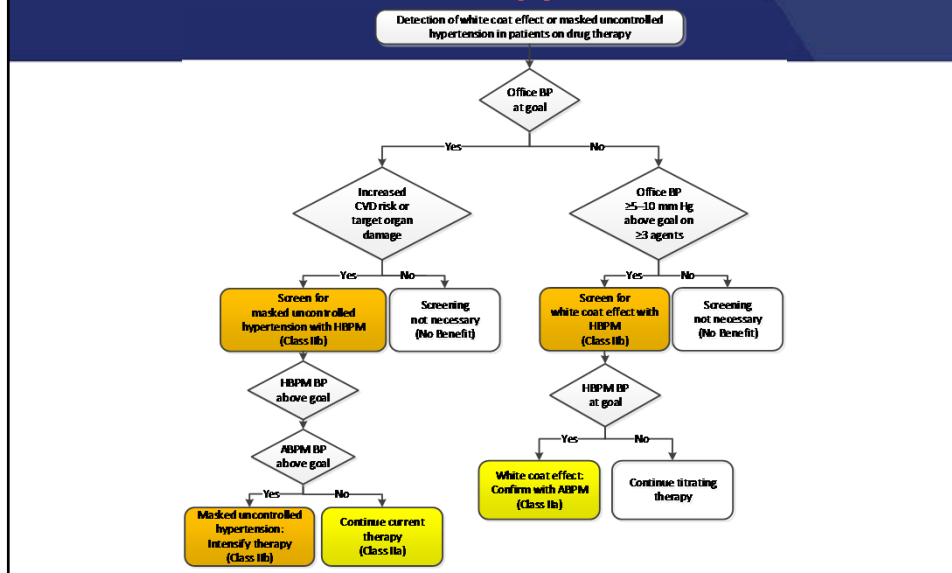 Detection of white coat effect or masked uncontrolled
hypertension in patients on drug therapy
Office BP
at goal
Yes
No
Increased
CVD risk or
target organ
damage
Office BP
≥5–10 mm Hg
above goal on
≥3 agents
Yes
No
Yes
No
Screen for
masked uncontrolled
hypertension with HBPM
(Class IIb)
Screening
not necessary
(No Benefit)
Screen for
white coat effect with
HBPM
(Class IIb)
Screening
not necessary
(No Benefit)
HBPM BP
above goal
HBPM BP
at goal
ABPM BP
above goal
Yes
No
Yes
No
White coat effect:
Confirm with ABPM
(Class IIa)
Continue titrating
therapy
Masked uncontrolled
hypertension:
Intensify therapy
(Class IIb)
Continue current
therapy
(Class IIa)